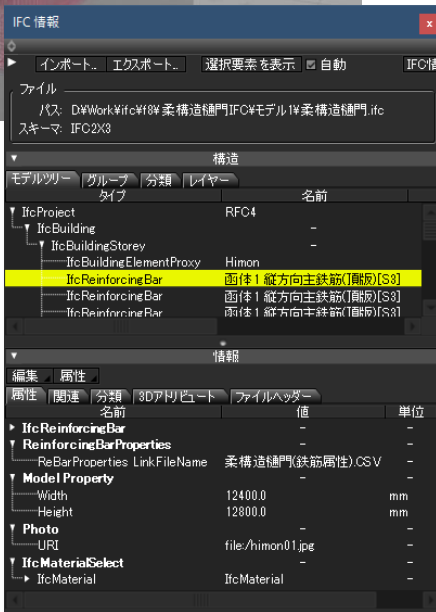 IFC 情報
x
インポート.. エクスポート.. 選択要素を表示 自動 IFC情
ファイル
パス: D:¥Work¥ifc¥f8¥柔構造樋門IFC¥モデル1¥柔構造樋門.ifc
スキーマ: IFC2X3
構造
モデルツリー グループ 分類 レイヤー
タイプ 名前
IfcProject RFC4
IfcBuilding -
IfcBuildingStorey -
IfcBuildingElementProxy Himon
IfcReinforcingBar 函体1 縦方向主鉄筋(頂版)[S3]
IfcReinforcingBar 函体1 縦方向主鉄筋(頂版)[S3]
IfcReinforcingBar 函体1 縦方向主鉄筋(頂版)[S3]
情報
編集 属性
属性 関連 分類 3Dアトリビュート ファイルヘッダー
名前 値 単位
IfcReinforcingBar - -
ReinforcingBarProperties - -
ReBarProperties LinkFileName 柔構造樋門(鉄筋属性).CSV -
Model Property - -
Width 12400.0 mm
Height 12800.0 mm
Photo - -
URI file:/himon01.jpg -
IfcMaterialSelect - -
IfcMaterial IfcMaterial -